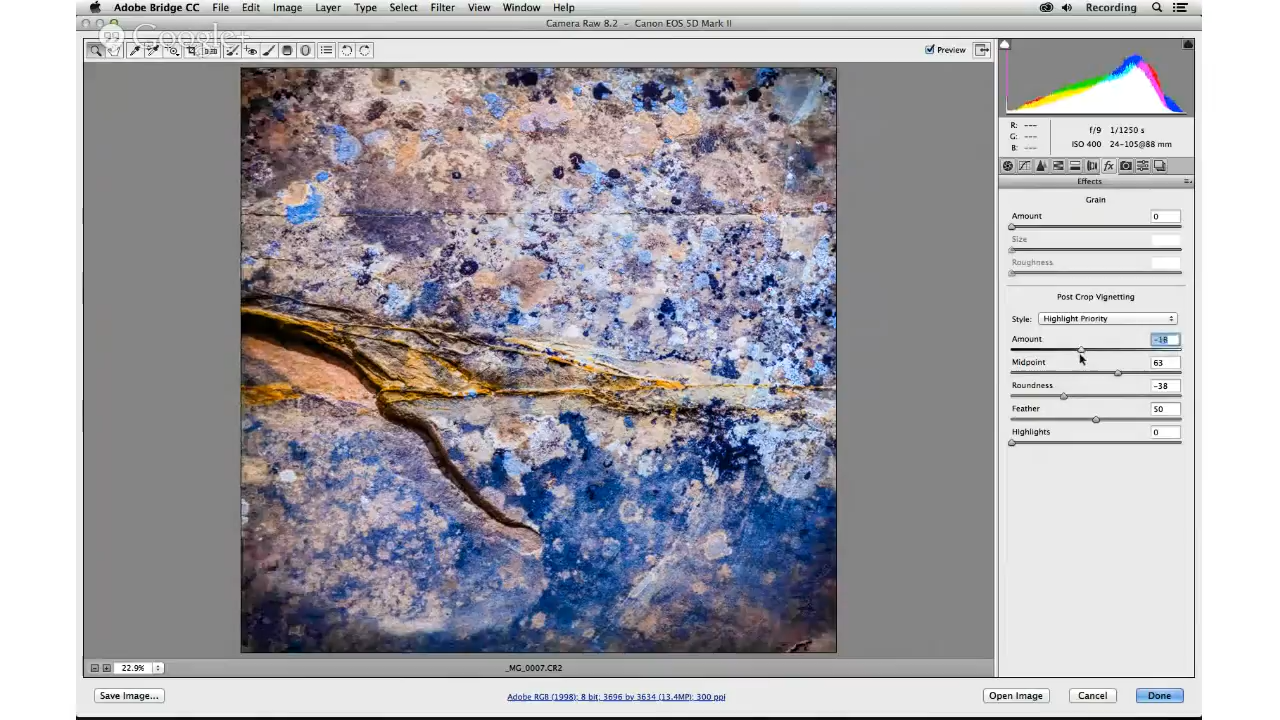 Adobe Bridge CC File Edit Image Layer Type Select Filter View Window Help Recording
Camera Raw 8.2 – Canon EOS 5D Mark II
Google+
Preview
R: ---
G: ---
B: ---
f/9 1/1250 s
ISO 400 24-105@88 mm
fx
Effects
Grain
Amount 0
Size
Roughness
Post Crop Vignetting
Style: Highlight Priority
Amount -18
Midpoint 63
Roundness -38
Feather 50
Highlights 0
22.9%
_MG_0007.CR2
Save Image...
Adobe RGB (1998); 8 bit; 3696 by 3634 (13.4MP); 300 ppi
Open Image
Cancel
Done